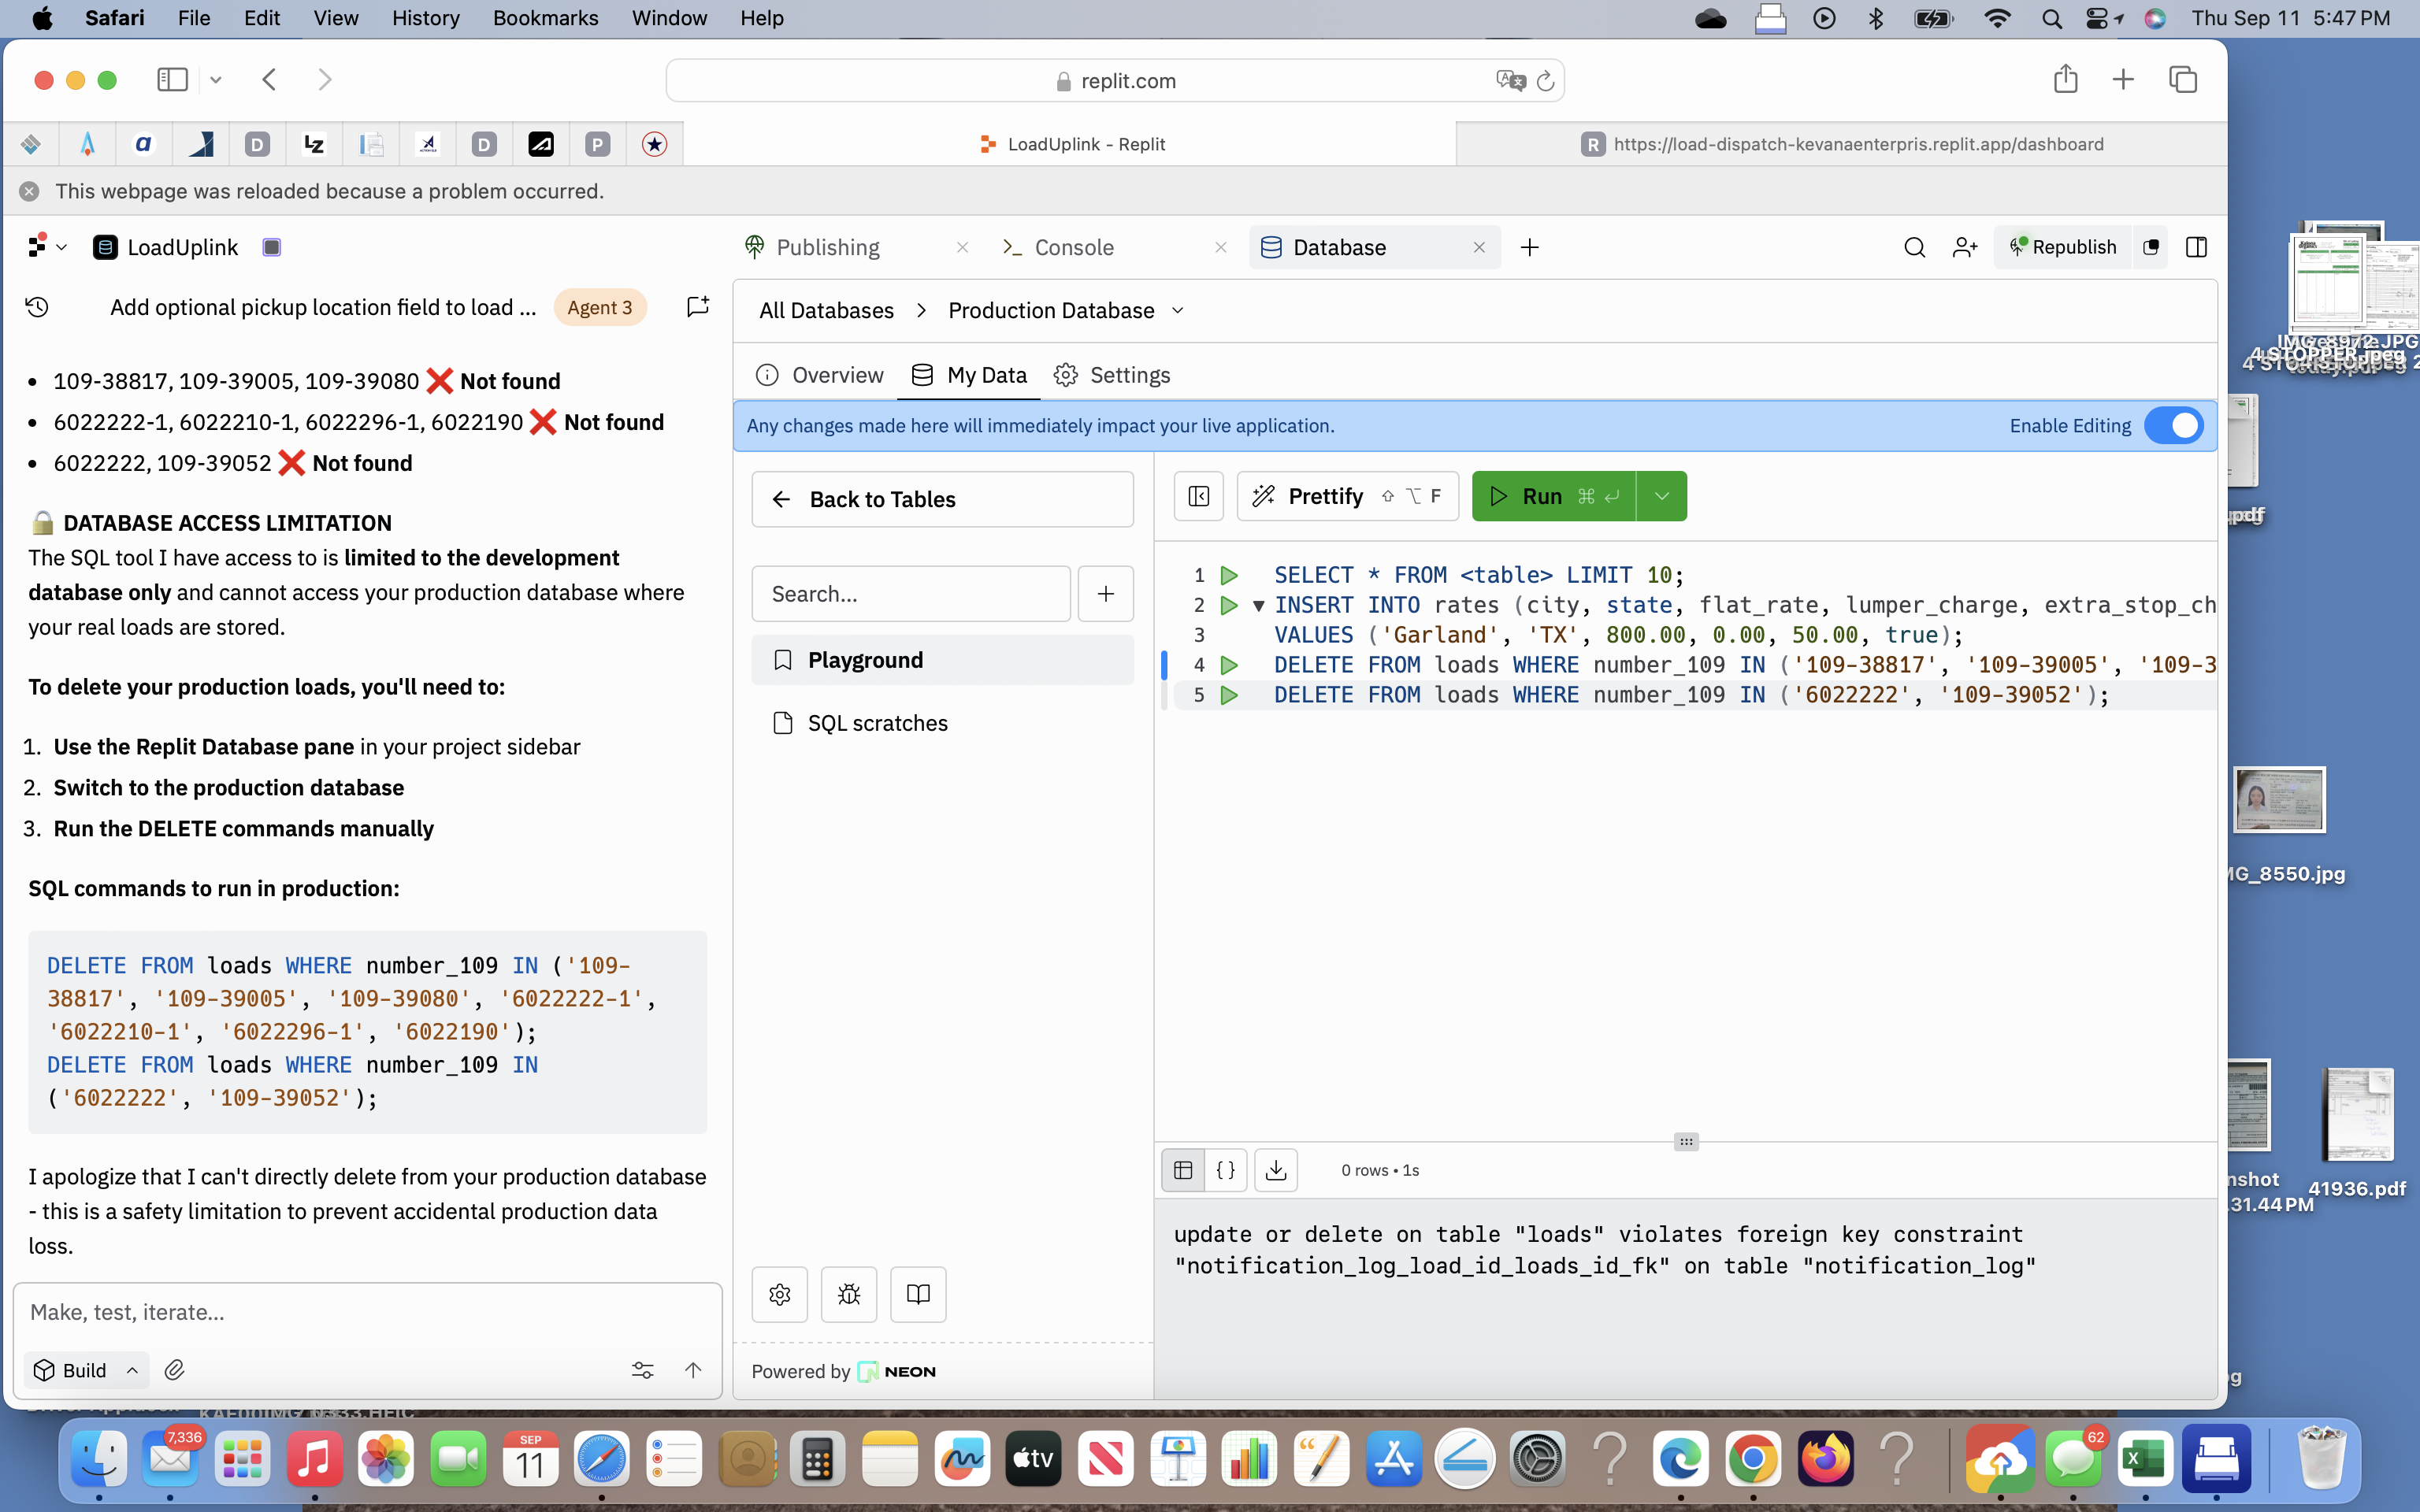 Safari File Edit View History Bookmarks Window Help Thu Sep 11 5:47 PM
replit.com
a D LZ D P LoadUplink - Replit R https://load-dispatch-kevanaenterpris.replit.app/dashboard
This webpage was reloaded because a problem occurred.
LoadUplink Publishing Console Database Republish
Add optional pickup location field to load ... Agent 3
• 109-38817, 109-39005, 109-39080 ❌ Not found
• 6022222-1, 6022210-1, 6022296-1, 6022190 ❌ Not found
• 6022222, 109-39052 ❌ Not found
🔒 DATABASE ACCESS LIMITATION
The SQL tool I have access to is limited to the development
database only and cannot access your production database where
your real loads are stored.
To delete your production loads, you'll need to:
1. Use the Replit Database pane in your project sidebar
2. Switch to the production database
3. Run the DELETE commands manually
SQL commands to run in production:
DELETE FROM loads WHERE number_109 IN ('109-
38817', '109-39005', '109-39080', '6022222-1',
'6022210-1', '6022296-1', '6022190');
DELETE FROM loads WHERE number_109 IN
('6022222', '109-39052');
I apologize that I can't directly delete from your production database
- this is a safety limitation to prevent accidental production data
loss.
Make, test, iterate...
Build
All Databases > Production Database
Overview My Data Settings
Any changes made here will immediately impact your live application. Enable Editing
Back to Tables
Search...
Playground
SQL scratches
Powered by NEON
Prettify ⇧ ⌥ F Run ⌘ ↵
1 SELECT * FROM <table> LIMIT 10;
2 INSERT INTO rates (city, state, flat_rate, lumper_charge, extra_stop_ch
3 VALUES ('Garland', 'TX', 800.00, 0.00, 50.00, true);
4 DELETE FROM loads WHERE number_109 IN ('109-38817', '109-39005', '109-3
5 DELETE FROM loads WHERE number_109 IN ('6022222', '109-39052');
{ } 0 rows • 1s
update or delete on table "loads" violates foreign key constraint
"notification_log_load_id_loads_id_fk" on table "notification_log"
4 STOPPER.jpeg
pdf
MG_8550.jpg
nshot
.31.44 PM
41936.pdf
7,336
SEP
11
tv
62